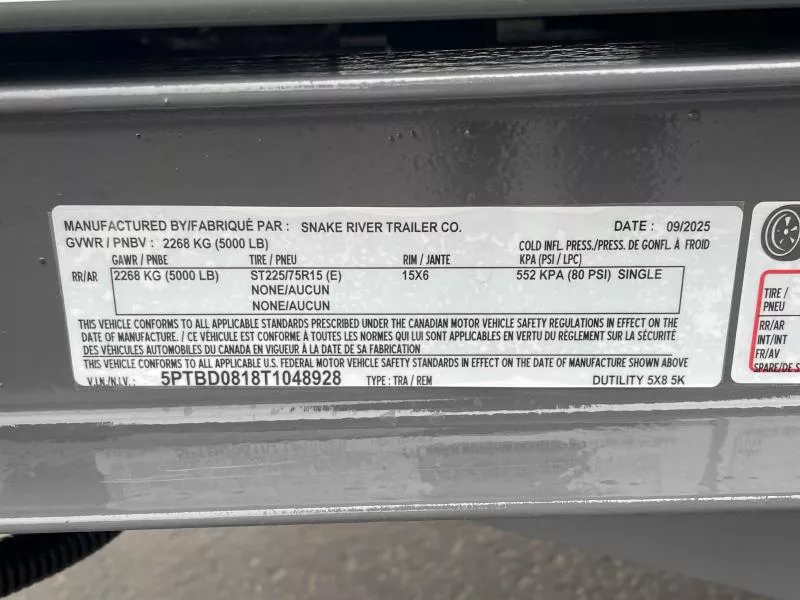 MANUFACTURED BY/FABRIQUÉ PAR : SNAKE RIVER TRAILER CO. DATE : 09/2025
GVWR / PNBV : 2268 KG (5000 LB) COLD INFL. PRESS./PRESS. DE GONFL. À FROID
GAWR / PNBE TIRE / PNEU RIM / JANTE KPA (PSI / LPC)
RR/AR 2268 KG (5000 LB) ST225/75R15 (E) 15X6 552 KPA (80 PSI) SINGLE
NONE/AUCUN
NONE/AUCUN
THIS VEHICLE CONFORMS TO ALL APPLICABLE STANDARDS PRESCRIBED UNDER THE CANADIAN MOTOR VEHICLE SAFETY REGULATIONS IN EFFECT ON THE
DATE OF MANUFACTURE. / CE VÉHICULE EST CONFORME À TOUTES LES NORMES QUI LUI SONT APPLICABLES EN VERTU DU RÈGLEMENT SUR LA SÉCURITÉ
DES VÉHICULES AUTOMOBILES DU CANADA EN VIGUEUR À LA DATE DE SA FABRICATION
THIS VEHICLE CONFORMS TO ALL APPLICABLE U.S. FEDERAL MOTOR VEHICLE SAFETY STANDARDS IN EFFECT ON THE DATE OF MANUFACTURE SHOWN ABOVE
V.I.N./N.I.V. : 5PTBD0818T1048928 TYPE : TRA / REM DUTILITY 5X8 5K
TIRE /
PNEU
RR/AR
INT/INT
FR/AV
SPARE/DE S